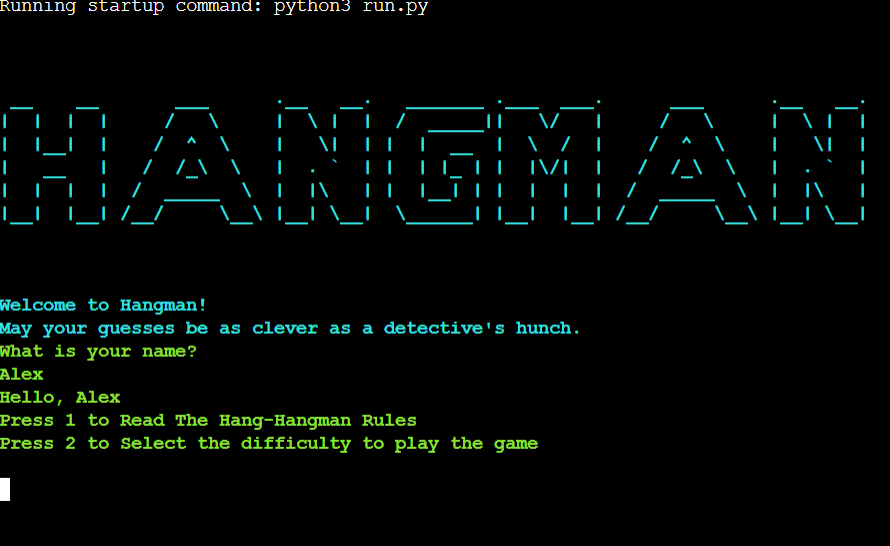 Running startup command: python3 run.py
HANGMAN
Welcome to Hangman!
May your guesses be as clever as a detective's hunch.
What is your name?
Alex
Hello, Alex
Press 1 to Read The Hang-Hangman Rules
Press 2 to Select the difficulty to play the game